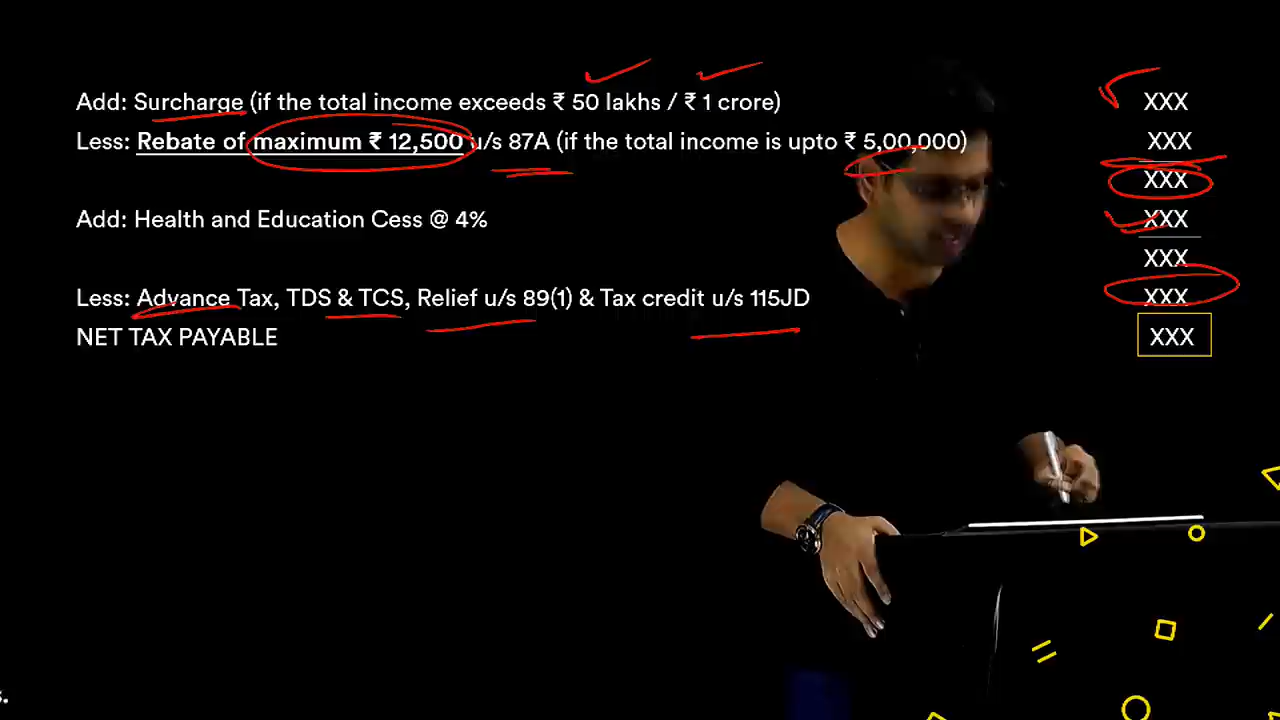 Add: Surcharge (if the total income exceeds ₹ 50 lakhs / ₹ 1 crore) XXX
Less: Rebate of maximum ₹ 12,500 u/s 87A (if the total income is upto ₹ 5,00,000) XXX
XXX
Add: Health and Education Cess @ 4% XXX
XXX
Less: Advance Tax, TDS & TCS, Relief u/s 89(1) & Tax credit u/s 115JD XXX
NET TAX PAYABLE XXX
s.